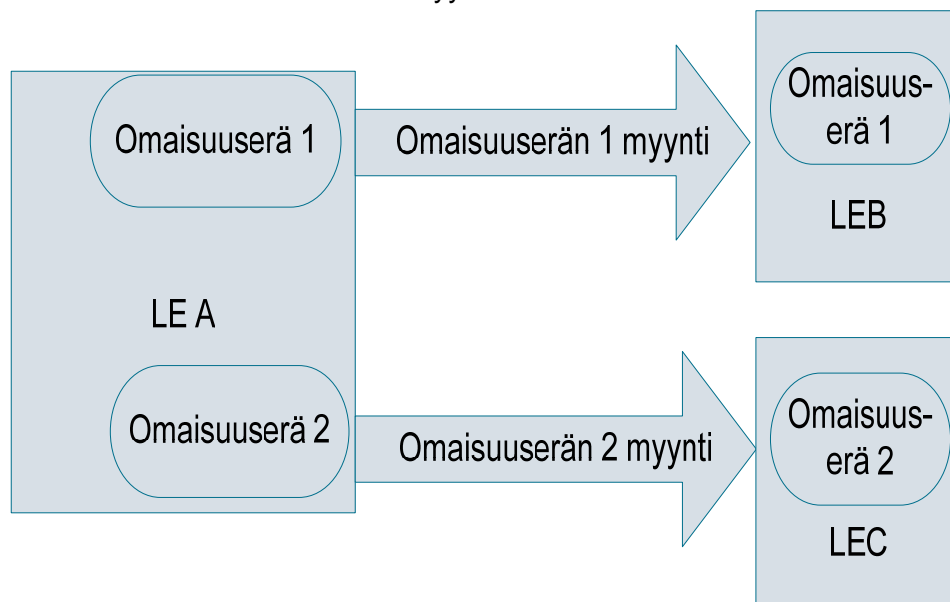 Omaisuuserä 1
Omaisuuserän 1 myynti
Omaisuus-
erä 1
LEB
LE A
Omaisuuserä 2
Omaisuuserän 2 myynti
Omaisuus-
erä 2
LEC